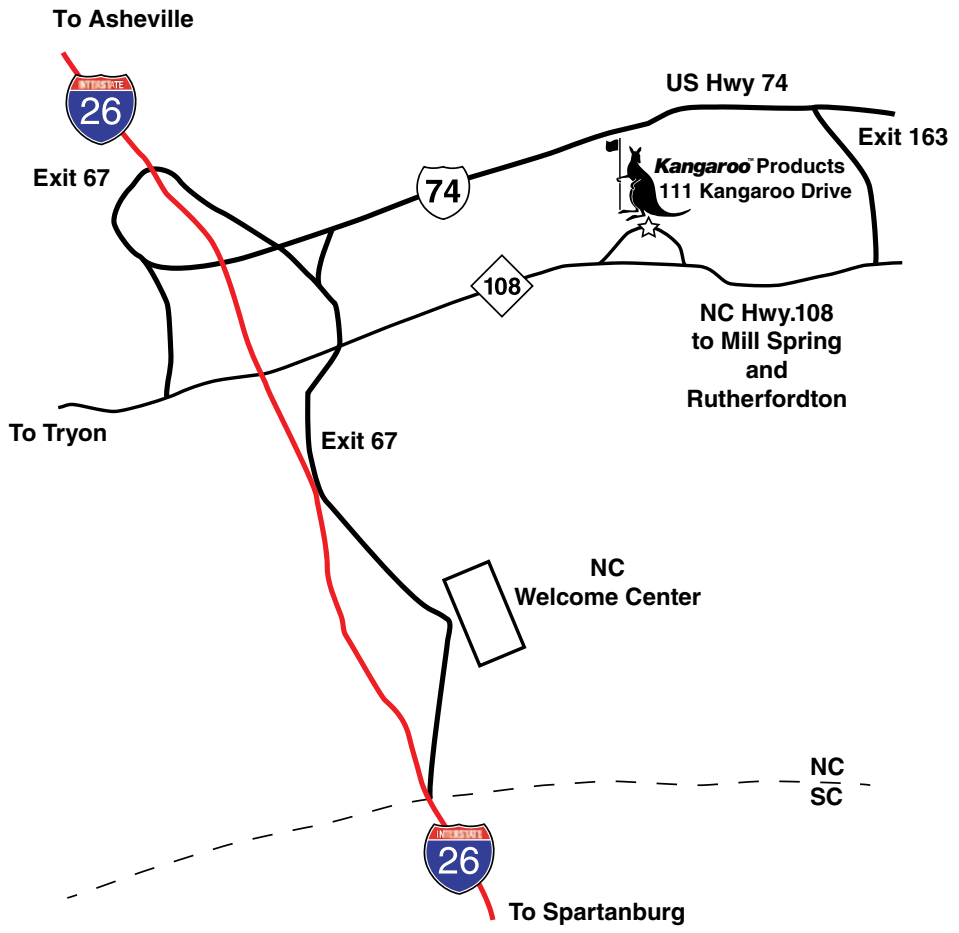 To Asheville
INTERSTATE
26
US Hwy 74
Exit 163
Exit 67
74
Kangaroo™ Products
111 Kangaroo Drive
108
NC Hwy.108
to Mill Spring
and
Rutherfordton
To Tryon
Exit 67
NC
Welcome Center
NC
SC
INTERSTATE
26
To Spartanburg